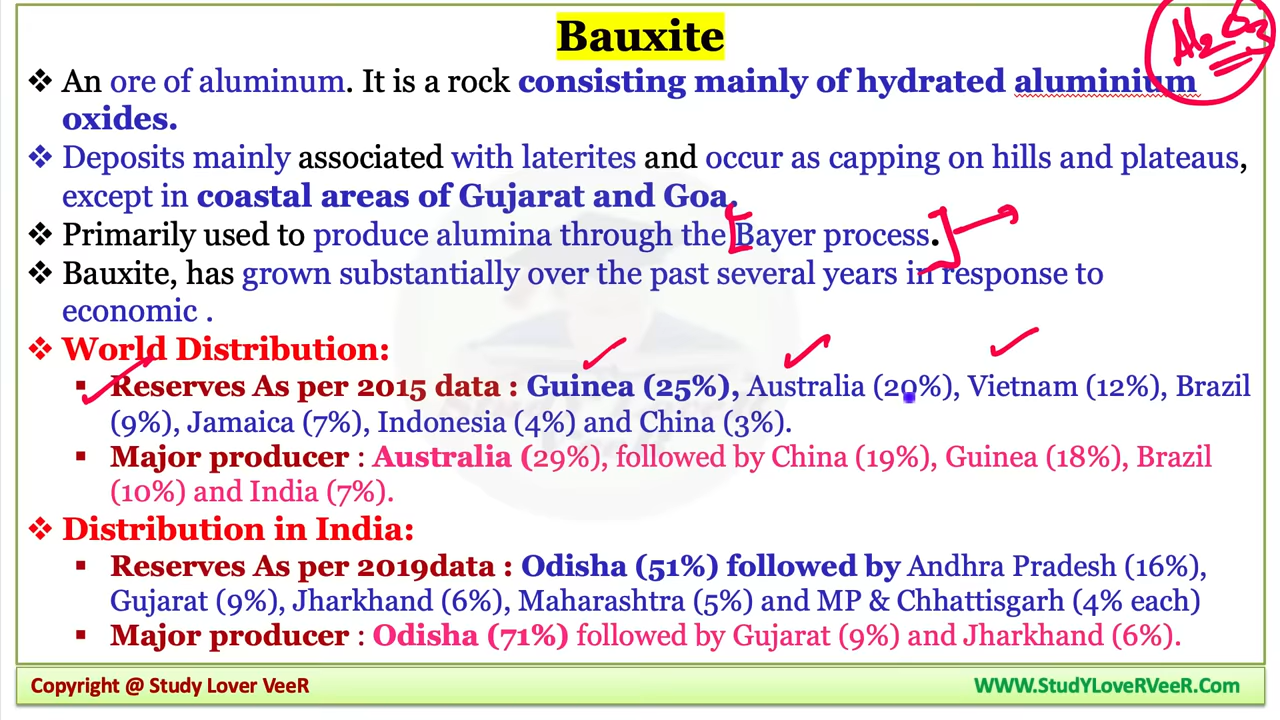 Bauxite
Al2O3
❖ An ore of aluminum. It is a rock consisting mainly of hydrated aluminium
oxides.
❖ Deposits mainly associated with laterites and occur as capping on hills and plateaus,
except in coastal areas of Gujarat and Goa.
❖ Primarily used to produce alumina through the Bayer process.
❖ Bauxite, has grown substantially over the past several years in response to
economic .
❖ World Distribution:
▪ Reserves As per 2015 data : Guinea (25%), Australia (20%), Vietnam (12%), Brazil
(9%), Jamaica (7%), Indonesia (4%) and China (3%).
▪ Major producer : Australia (29%), followed by China (19%), Guinea (18%), Brazil
(10%) and India (7%).
❖ Distribution in India:
▪ Reserves As per 2019data : Odisha (51%) followed by Andhra Pradesh (16%),
Gujarat (9%), Jharkhand (6%), Maharashtra (5%) and MP & Chhattisgarh (4% each)
▪ Major producer : Odisha (71%) followed by Gujarat (9%) and Jharkhand (6%).
Copyright @ Study Lover VeeR
WWW.StudYLoveRVeeR.Com